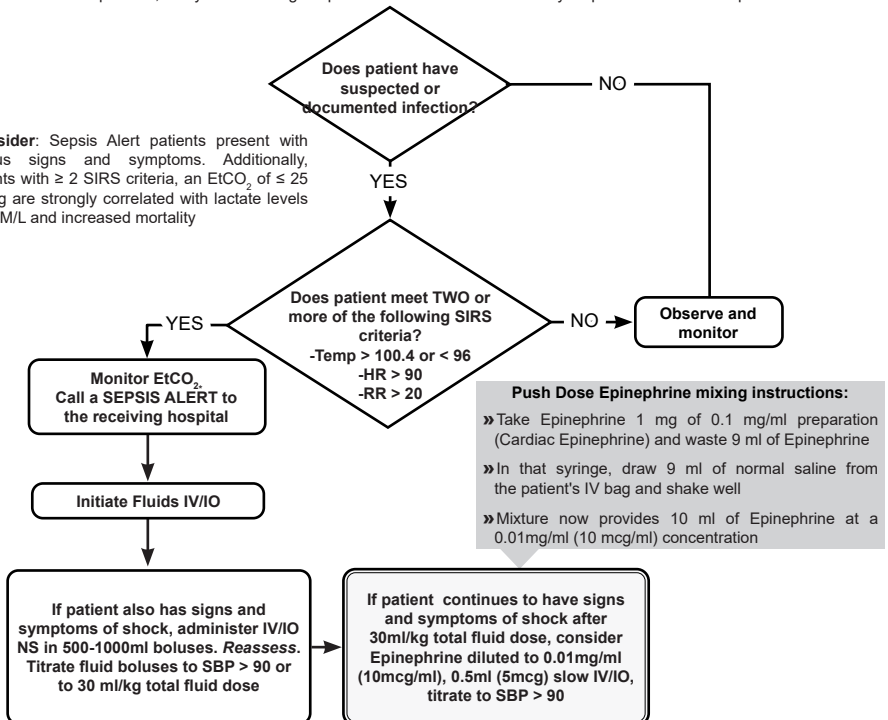 Does patient have
suspected or
documented infection?
NO
: Sepsis Alert patients present with
signs and symptoms. Additionally,
with ≥ 2 SIRS criteria, an EtCO2 of ≤ 25
are strongly correlated with lactate levels
M/L and increased mortality
YES
Does patient meet TWO or
more of the following SIRS
criteria?
-Temp > 100.4 or < 96
-HR > 90
-RR > 20
YES
NO
Observe and
monitor
Monitor EtCO2.
Call a SEPSIS ALERT to
the receiving hospital
Push Dose Epinephrine mixing instructions:
» Take Epinephrine 1 mg of 0.1 mg/ml preparation
(Cardiac Epinephrine) and waste 9 ml of Epinephrine
» In that syringe, draw 9 ml of normal saline from
the patient's IV bag and shake well
» Mixture now provides 10 ml of Epinephrine at a
0.01mg/ml (10 mcg/ml) concentration
Initiate Fluids IV/IO
If patient also has signs and
symptoms of shock, administer IV/IO
NS in 500-1000ml boluses. Reassess.
Titrate fluid boluses to SBP > 90 or
to 30 ml/kg total fluid dose
If patient continues to have signs
and symptoms of shock after
30ml/kg total fluid dose, consider
Epinephrine diluted to 0.01mg/ml
(10mcg/ml), 0.5ml (5mcg) slow IV/IO,
titrate to SBP > 90